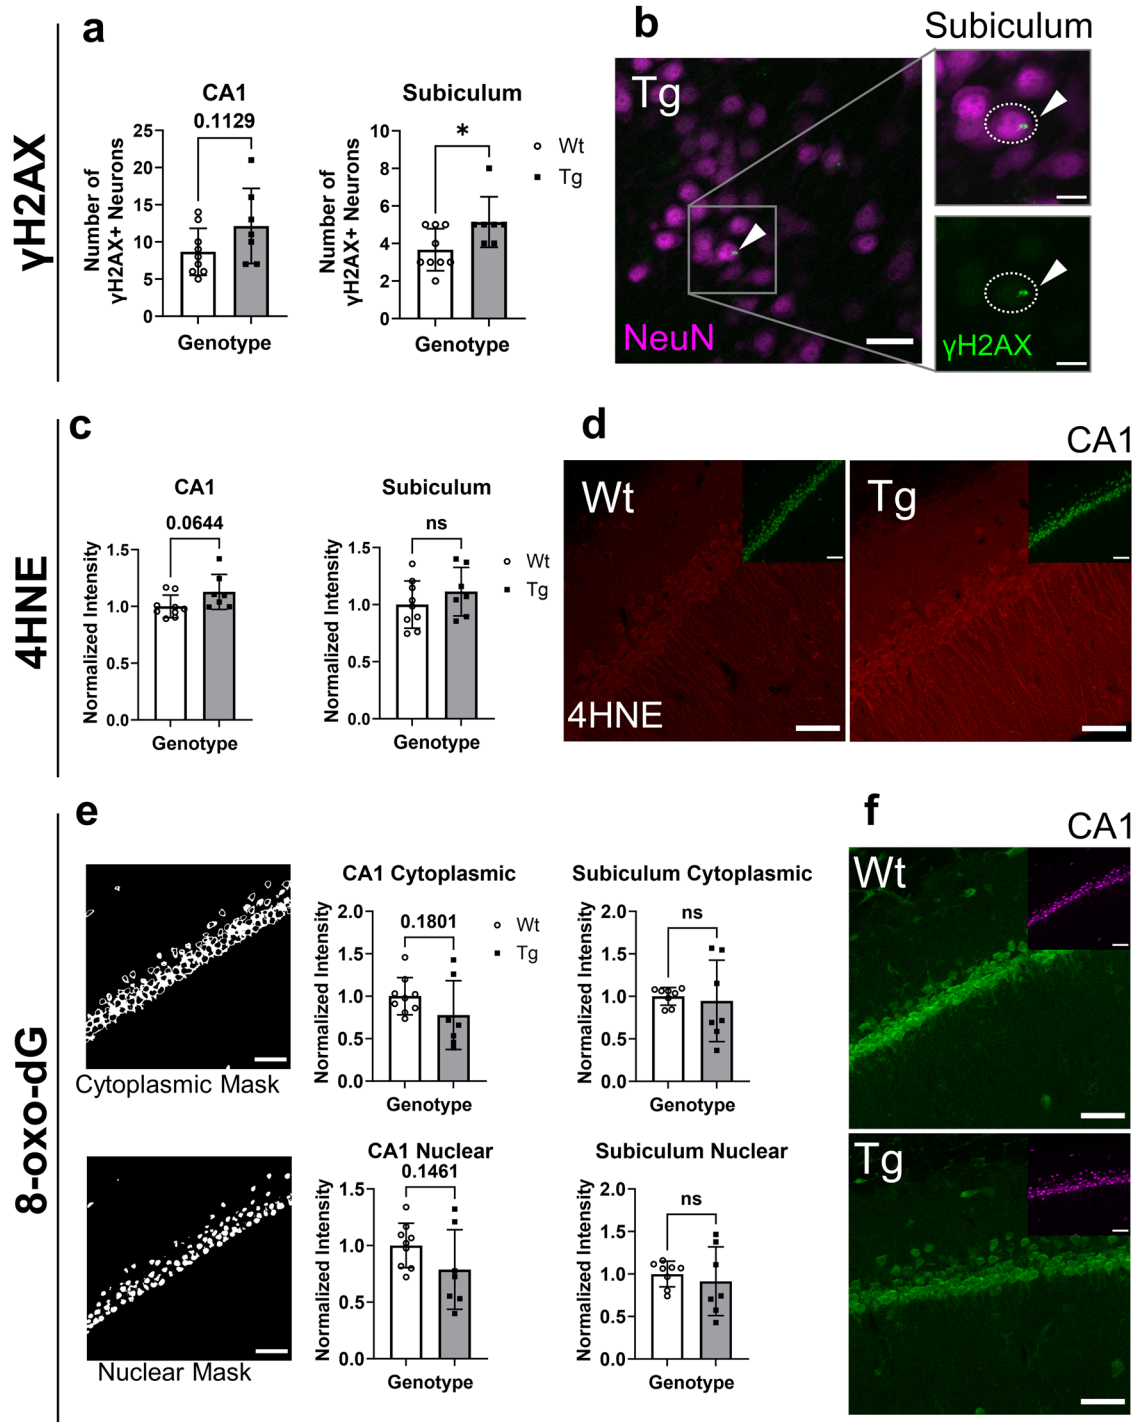 γH2AX
a
CA1
0.1129
Number of
γH2AX+ Neurons
25
20
15
10
5
0
Genotype
Subiculum
*
Number of
γH2AX+ Neurons
10
8
6
4
2
0
Genotype
Wt
Tg
b
Subiculum
Tg
NeuN
γH2AX
4HNE
c
CA1
0.0644
Normalized Intensity
1.5
1.0
0.5
0.0
Genotype
Subiculum
ns
Normalized Intensity
1.5
1.0
0.5
0.0
Genotype
Wt
Tg
d
CA1
Wt
Tg
4HNE
8-oxo-dG
e
Cytoplasmic Mask
CA1 Cytoplasmic
0.1801
Normalized Intensity
2.0
1.5
1.0
0.5
0.0
Genotype
Wt
Tg
Subiculum Cytoplasmic
ns
Normalized Intensity
2.0
1.5
1.0
0.5
0.0
Genotype
Nuclear Mask
CA1 Nuclear
0.1461
Normalized Intensity
1.5
1.0
0.5
0.0
Genotype
Subiculum Nuclear
ns
Normalized Intensity
2.0
1.5
1.0
0.5
0.0
Genotype
f
CA1
Wt
Tg